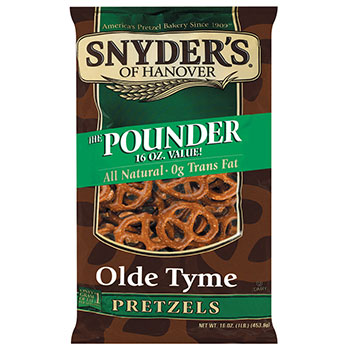 America's Pretzel Bakery Since 1909®
SNYDER'S
OF HANOVER
THE POUNDER
16 OZ. VALUE!
All Natural · 0g Trans Fat
Olde Tyme
PRETZELS
NET WT. 16 OZ. (1LB.) (453.6g)